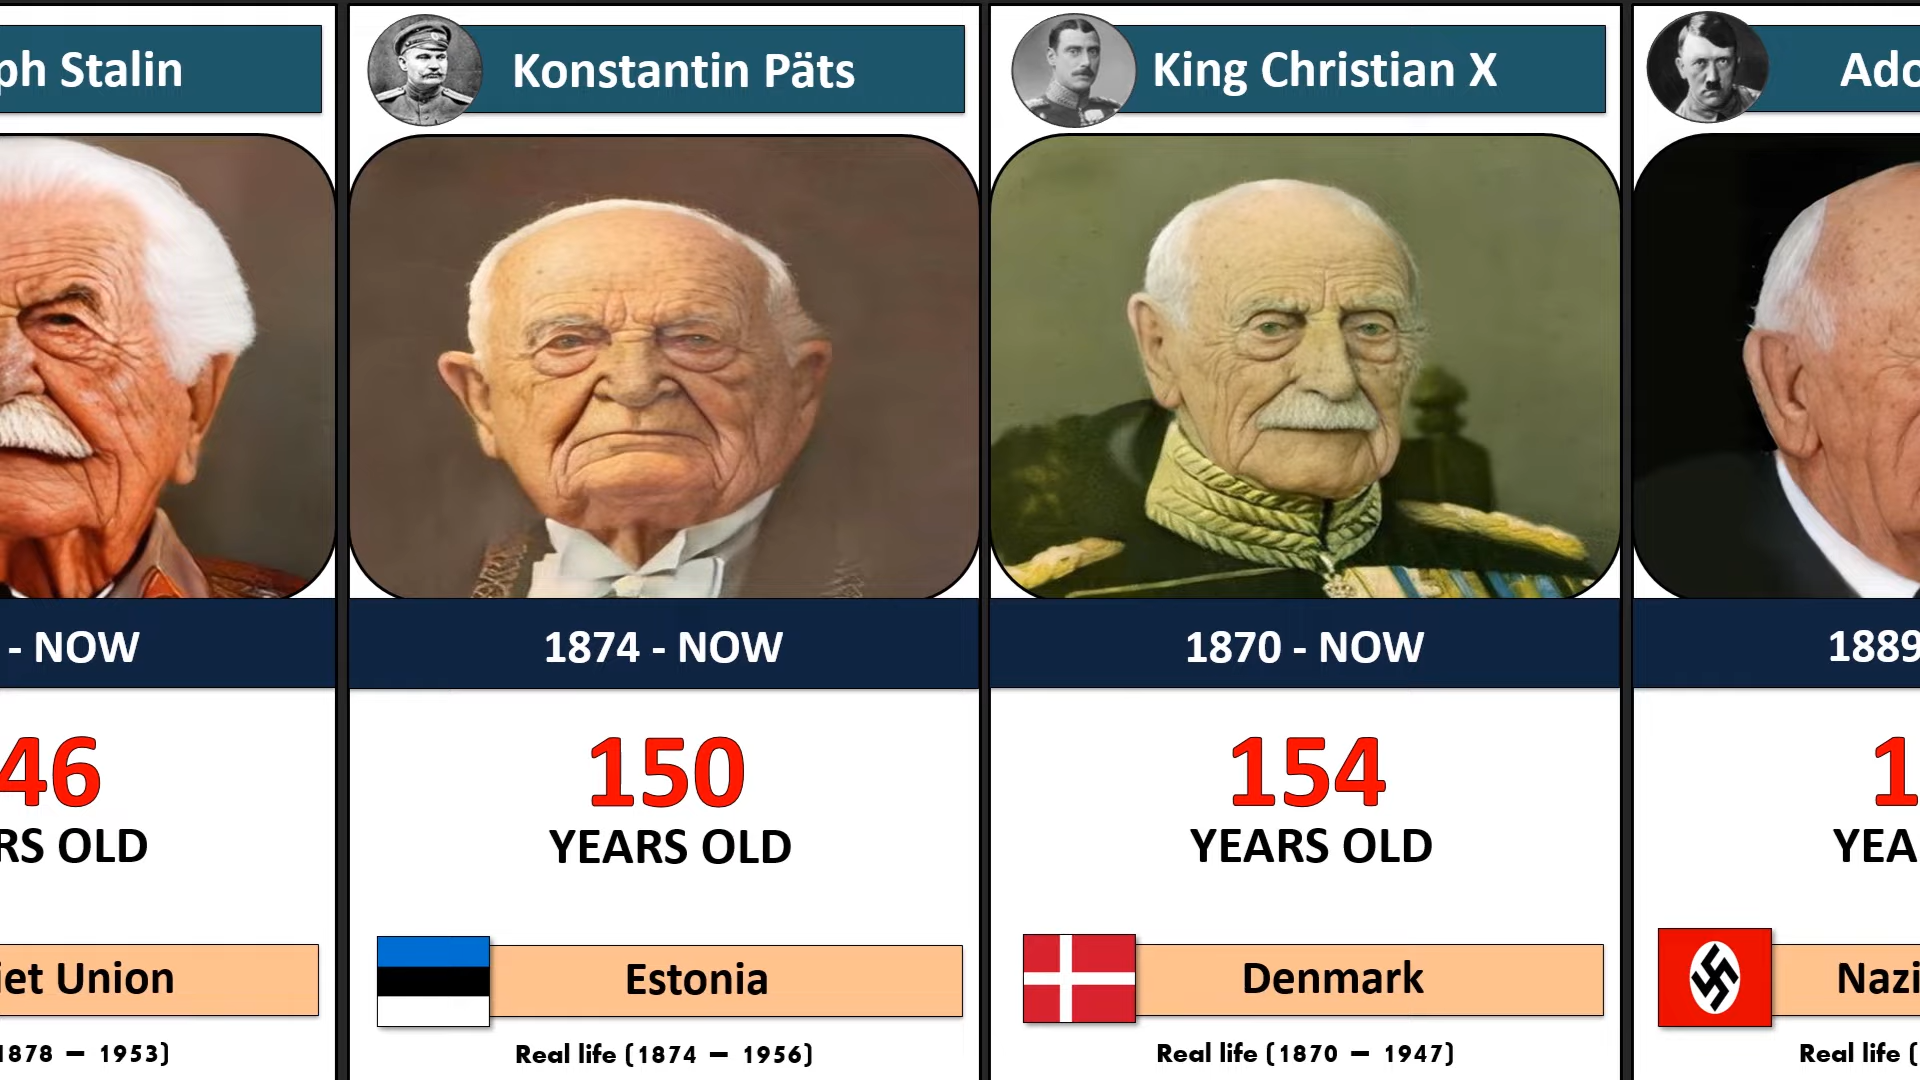 ph Stalin
- NOW
46
RS OLD
iet Union
1878 – 1953)
Konstantin Päts
1874 - NOW
150
YEARS OLD
Estonia
Real life (1874 – 1956)
King Christian X
1870 - NOW
154
YEARS OLD
Denmark
Real life (1870 – 1947)
Ado
1889
1
YEA
Nazi
Real life (